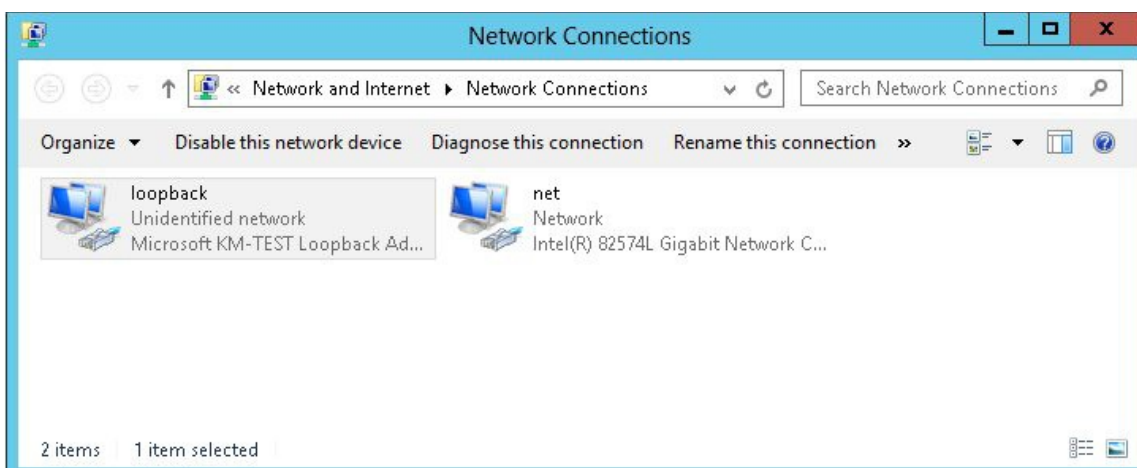 Network Connections
« Network and Internet ▸ Network Connections
Search Network Connections
Organize Disable this network device Diagnose this connection Rename this connection »
loopback
Unidentified network
Microsoft KM-TEST Loopback Ad...
net
Network
Intel(R) 82574L Gigabit Network C...
2 items 1 item selected